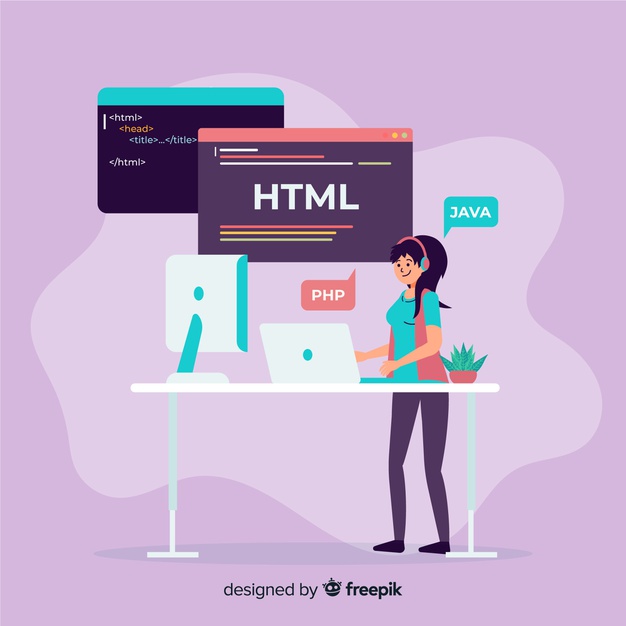 <html>
<head>
<title>...</title>
</html>
HTML
JAVA
PHP
designed by freepik